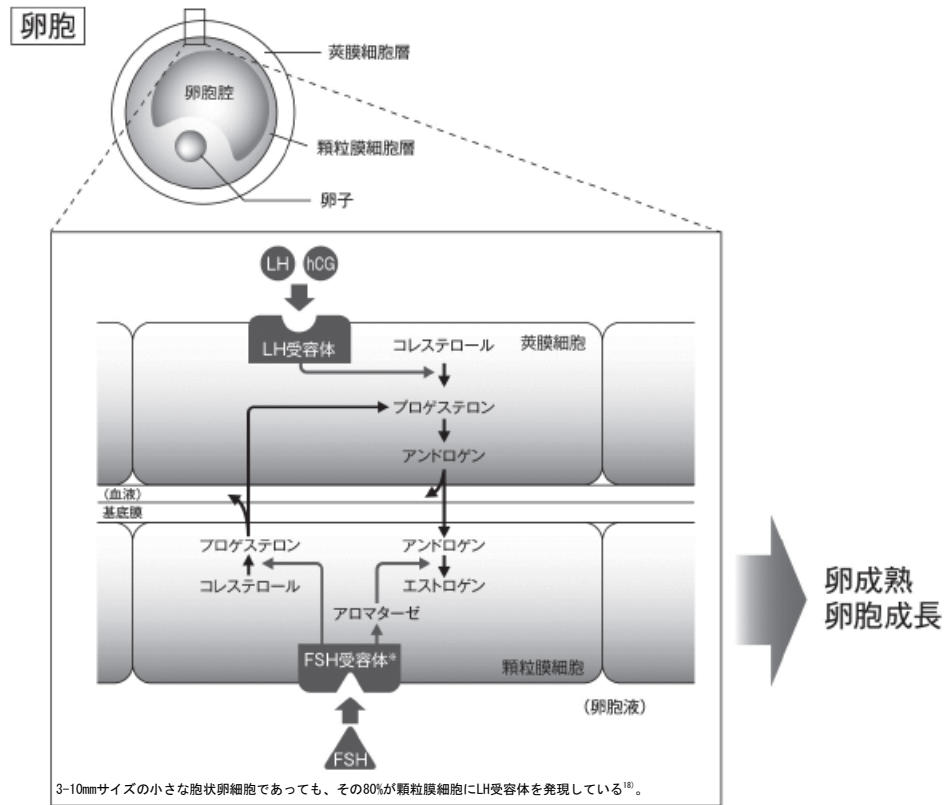 卵胞
莢膜細胞層
卵胞腔
顆粒膜細胞層
卵子
LH hCG
LH受容体
コレステロール
莢膜細胞
プロゲステロン
アンドロゲン
(血液)
基底膜
プロゲステロン
アンドロゲン
コレステロール
エストロゲン
アロマターゼ
FSH受容体※
顆粒膜細胞
(卵胞液)
FSH
3-10mmサイズの小さな胞状卵細胞であっても、その80%が顆粒膜細胞にLH受容体を発現している¹⁸⁾。
卵成熟
卵胞成長